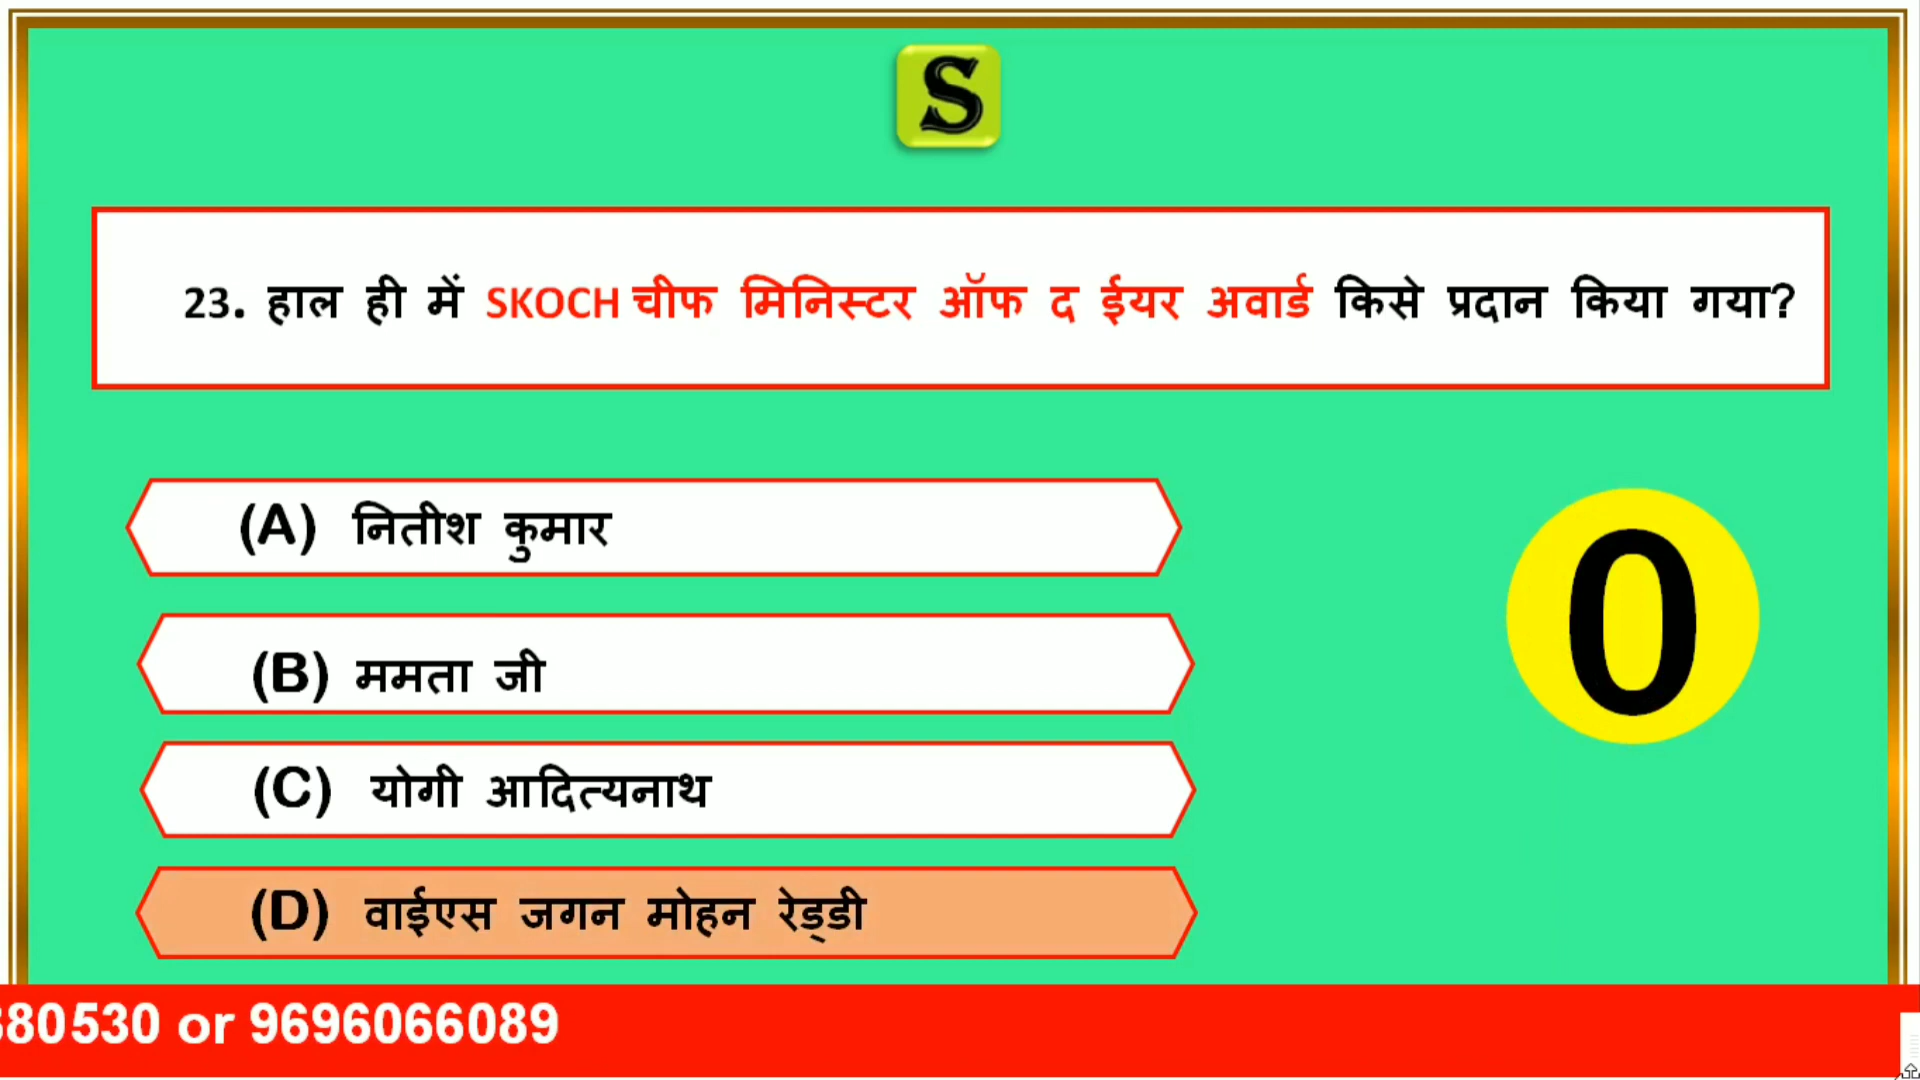 S
23. हाल ही में SKOCH चीफ मिनिस्टर ऑफ द ईयर अवार्ड किसे प्रदान किया गया?
(A) नितीश कुमार
(B) ममता जी
(C) योगी आदित्यनाथ
(D) वाईएस जगन मोहन रेड्डी
0
80530 or 9696066089